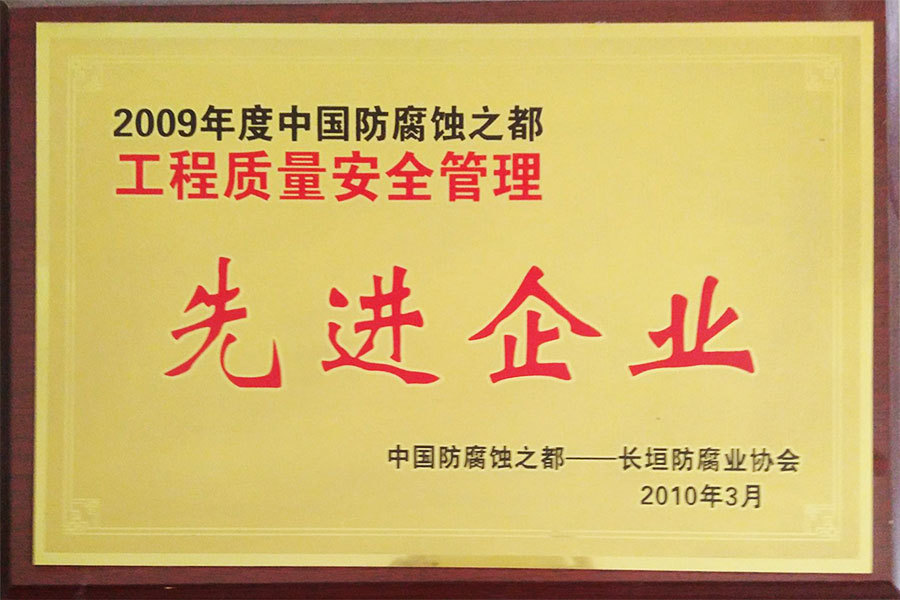 2009年度中国防腐蚀之都
工程质量安全管理
先进企业
中国防腐蚀之都——长垣防腐业协会
2010年3月